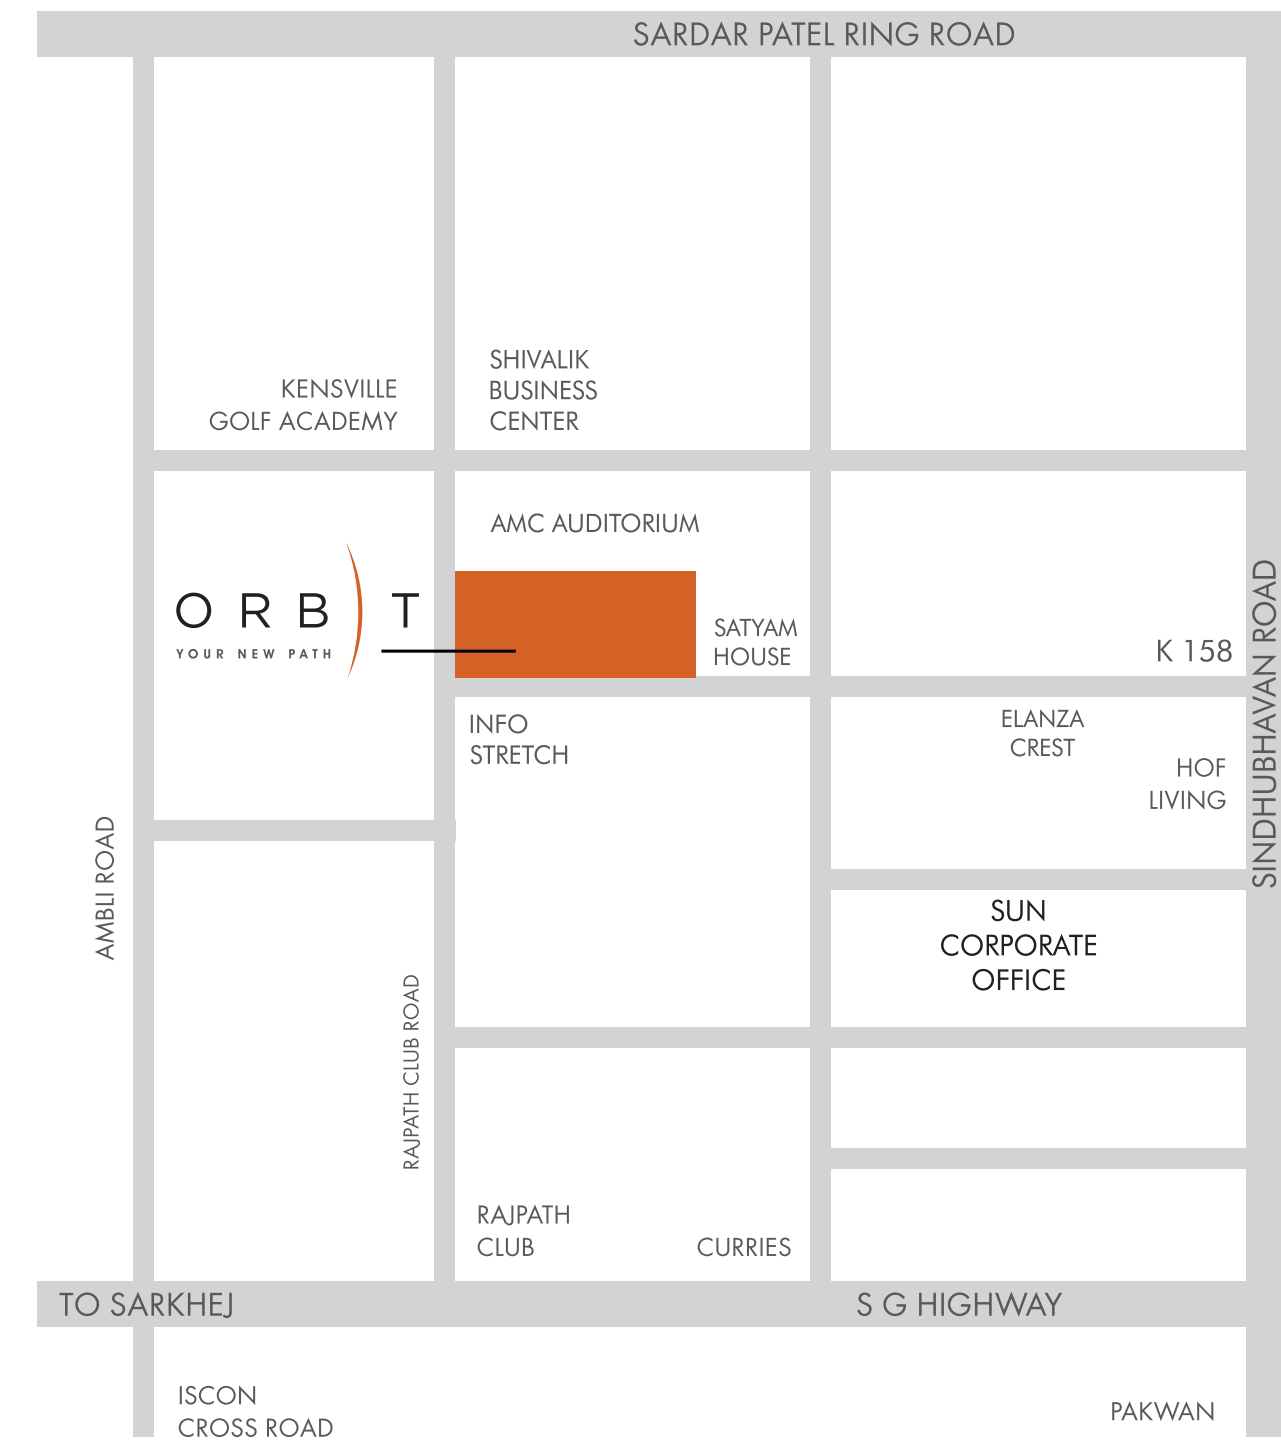 SARDAR PATEL RING ROAD
KENSVILLE
GOLF ACADEMY
SHIVALIK
BUSINESS
CENTER
AMC AUDITORIUM
ORBIT
YOUR NEW PATH
SATYAM
HOUSE
K 158
SINDHUBHAVAN ROAD
INFO
STRETCH
ELANZA
CREST
HOF
LIVING
AMBLI ROAD
SUN
CORPORATE
OFFICE
RAJPATH CLUB ROAD
RAJPATH
CLUB
CURRIES
TO SARKHEJ
S G HIGHWAY
ISCON
CROSS ROAD
PAKWAN